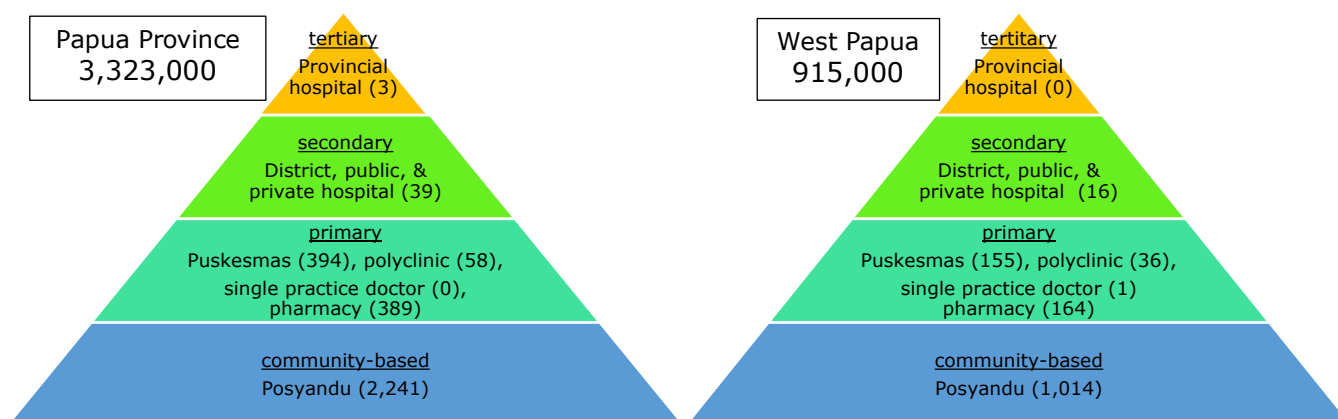 Papua Province
3,323,000
tertiary
Provincial
hospital (3)
secondary
District, public, &
private hospital (39)
primary
Puskesmas (394), polyclinic (58),
single practice doctor (0),
pharmacy (389)
community-based
Posyandu (2,241)
West Papua
915,000
tertitary
Provincial
hospital (0)
secondary
District, public, &
private hospital  (16)
primary
Puskesmas (155), polyclinic (36),
single practice doctor (1)
pharmacy (164)
community-based
Posyandu (1,014)